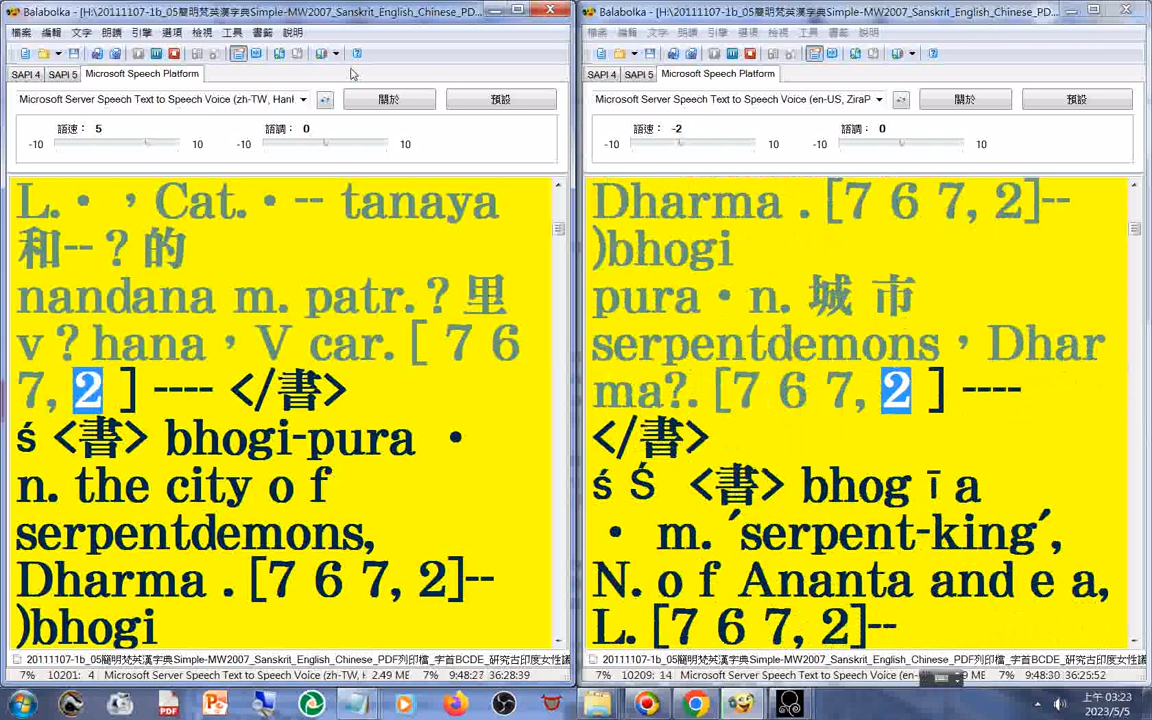 Balabolka - [H:\20111107-1b_05簡明梵英漢字典Simple-MW2007_Sanskrit_English_Chinese_PD...
檔案 編輯 文字 朗讀 引擎 選項 檢視 工具 書籤 說明
SAPI 4 SAPI 5 Microsoft Speech Platform
Microsoft Server Speech Text to Speech Voice (zh-TW, HanH 關於 預設
語速： 5 語調： 0
-10 10 -10 10
L.·，Cat.·-- tanaya
和--？的
nandana m. patr.？里
v？hana，V car.[ 7 6
7, 2 ] ---- </書>
ś <書> bhogi-pura ·
n. the city o f
serpentdemons,
Dharma . [7 6 7, 2]--
)bhogi
20111107-1b_05簡明梵英漢字典Simple-MW2007_Sanskrit_English_Chinese_PDF列印檔_字首BCDE_研究古印度女性議
7% 10201: 4 Microsoft Server Speech Text to Speech Voice (zh-TW, H 2.49 ME 7% 9:48:27 36:28:39
Balabolka - [H:\20111107-1b_05簡明梵英漢字典Simple-MW2007_Sanskrit_English_Chinese_PD...
檔案 編輯 文字 朗讀 引擎 選項 檢視 工具 書籤 說明
SAPI 4 SAPI 5 Microsoft Speech Platform
Microsoft Server Speech Text to Speech Voice (en-US, ZiraP 關於 預設
語速： -2 語調： 0
-10 10 -10 10
Dharma . [7 6 7, 2]--
)bhogi
pura·n. 城 市
serpentdemons，Dhar
ma?. [7 6 7, 2 ] ----
</書>
ś Ś <書> bhog ī a
· m. 'serpent-king',
N. o f Ananta and e a,
L. [7 6 7, 2]--
20111107-1b_05簡明梵英漢字典Simple-MW2007_Sanskrit_English_Chinese_PDF列印檔_字首BCDE_研究古印度女性議
7% 10209: 14 Microsoft Server Speech Text to Speech Voice (en-US, ME 7% 9:48:30 36:25:52
上午 03:23
2023/5/5